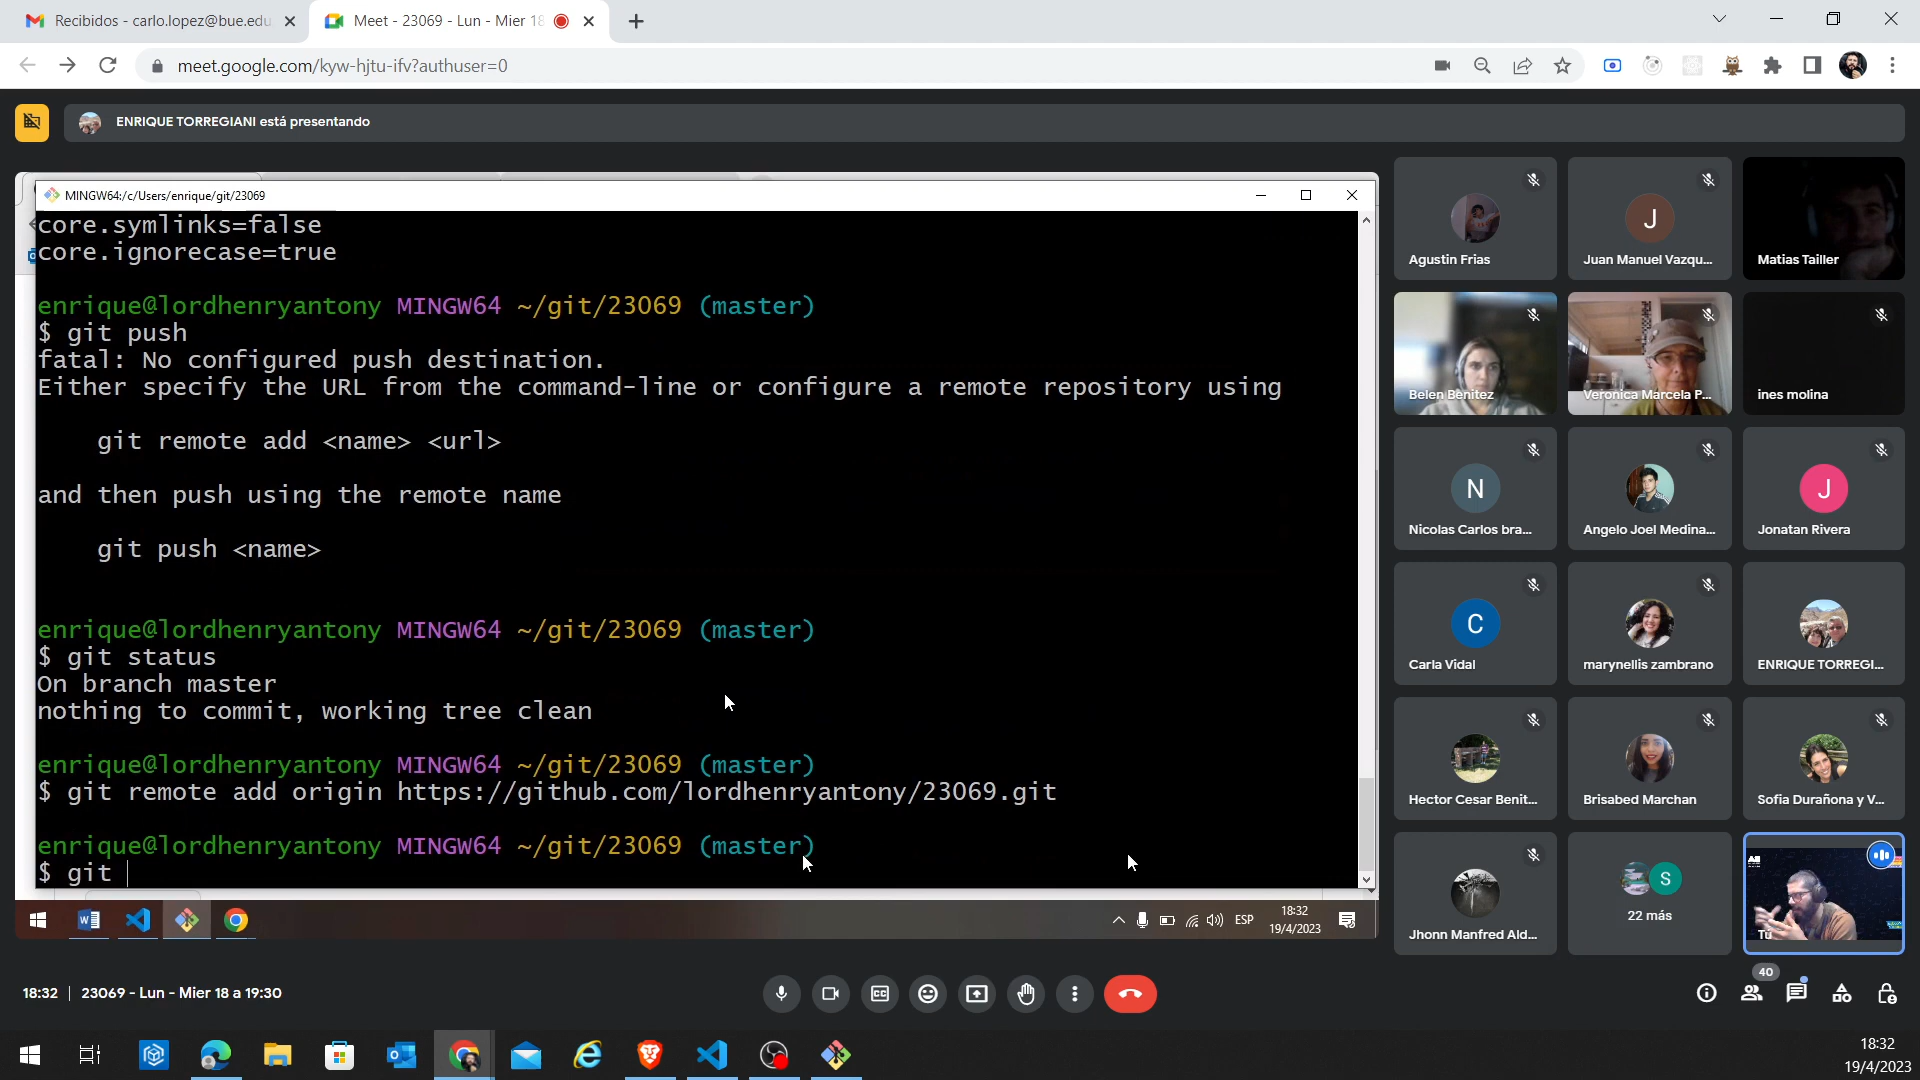 Recibidos - carlo.lopez@bue.edu
Meet - 23069 - Lun - Mier 18
meet.google.com/kyw-hjtu-ifv?authuser=0
ENRIQUE TORREGIANI está presentando
MINGW64:/c/Users/enrique/git/23069
core.symlinks=false
core.ignorecase=true
enrique@lordhenryantony MINGW64 ~/git/23069 (master)
$ git push
fatal: No configured push destination.
Either specify the URL from the command-line or configure a remote repository using
git remote add <name> <url>
and then push using the remote name
git push <name>
enrique@lordhenryantony MINGW64 ~/git/23069 (master)
$ git status
On branch master
nothing to commit, working tree clean
enrique@lordhenryantony MINGW64 ~/git/23069 (master)
$ git remote add origin https://github.com/lordhenryantony/23069.git
enrique@lordhenryantony MINGW64 ~/git/23069 (master)
$ git
ESP
18:32
19/4/2023
Agustin Frias
J
Juan Manuel Vazqu...
Matias Tailler
Belen Benitez
Veronica Marcela P...
ines molina
N
Nicolas Carlos bra...
Angelo Joel Medina...
J
Jonatan Rivera
C
Carla Vidal
marynellis zambrano
ENRIQUE TORREGI...
Hector Cesar Benit...
Brisabed Marchan
Sofia Durañona y V...
Jhonn Manfred Ald...
S
22 más
Tú
18:32 | 23069 - Lun - Mier 18 a 19:30
40
18:32
19/4/2023